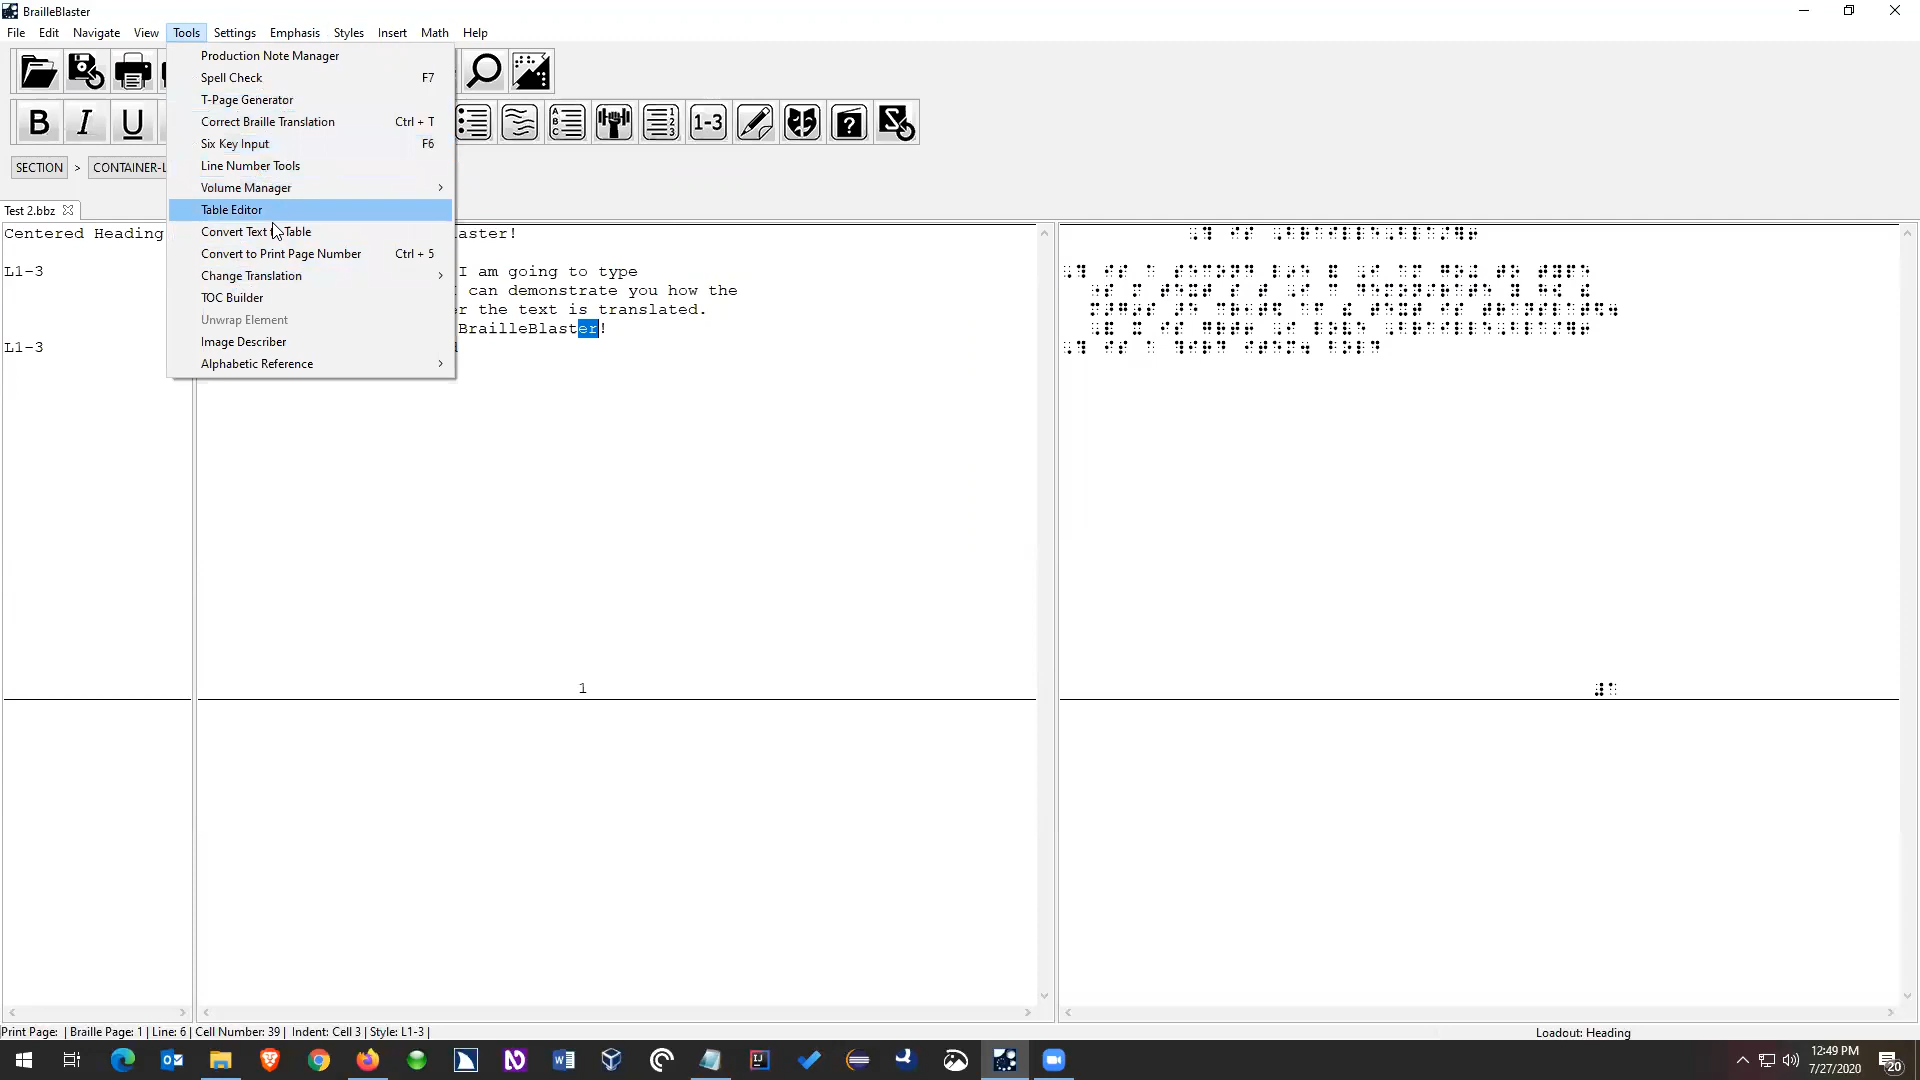 BrailleBlaster
File Edit Navigate View Tools Settings Emphasis Styles Insert Math Help
Production Note Manager
Spell Check F7
T-Page Generator
Correct Braille Translation Ctrl + T
Six Key Input F6
Line Number Tools
Volume Manager
Table Editor
Convert Text to Table
Convert to Print Page Number Ctrl + 5
Change Translation
TOC Builder
Unwrap Element
Image Describer
Alphabetic Reference
B I U
A B C
1 2 3
1-3
?
SECTION > CONTAINER-L
Test 2.bbz
Centered Heading
L1-3
L1-3
aster!
I am going to type
I can demonstrate you how the
er the text is translated.
BrailleBlaster!
1
⠠⠹ ⠊⠎ ⠠⠃⠗⠁⠊⠇⠇⠑⠠⠃⠇⠁⠌⠻⠖
Print Page: | Braille Page: 1 | Line: 6 | Cell Number: 39 | Indent: Cell 3 | Style: L1-3 |
Loadout: Heading
12:49 PM
7/27/2020
20